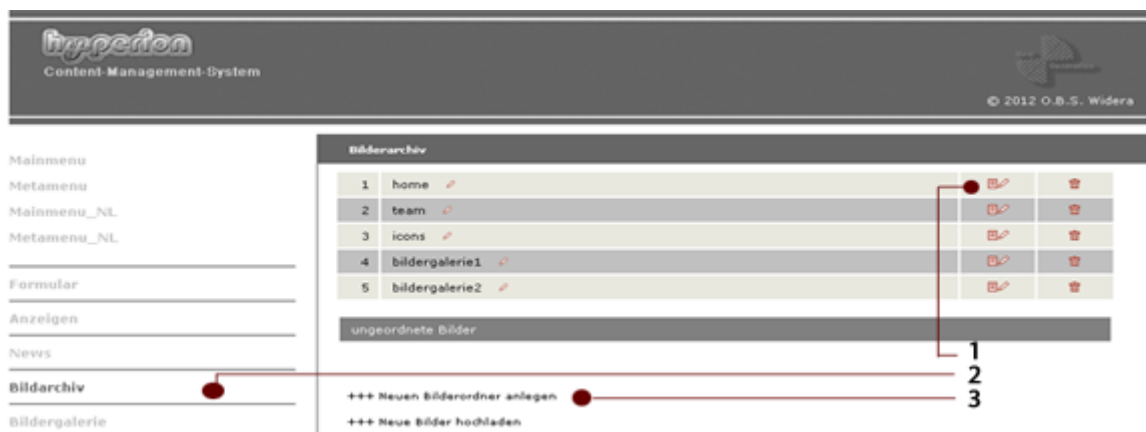 hyperion
Content-Management-System
© 2012 O.B.S. Widera
Mainmenu
Metamenu
Mainmenu_NL
Metamenu_NL
Formular
Anzeigen
News
Bildarchiv
Bildergalerie
Bilderarchiv
1 home
2 team
3 icons
4 bildergalerie1
5 bildergalerie2
ungeordnete Bilder
+++ Neuen Bilderordner anlegen
+++ Neue Bilder hochladen
1
2
3